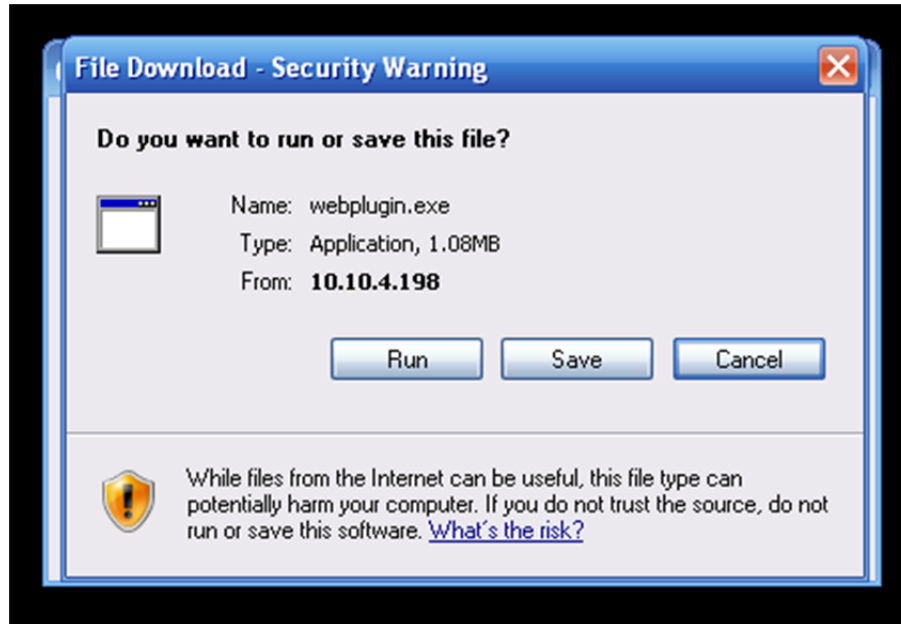 File Download - Security Warning
Do you want to run or save this file?
Name: webplugin.exe
Type: Application, 1.08MB
From: 10.10.4.198
Run Save Cancel
While files from the Internet can be useful, this file type can
potentially harm your computer. If you do not trust the source, do not
run or save this software. What's the risk?